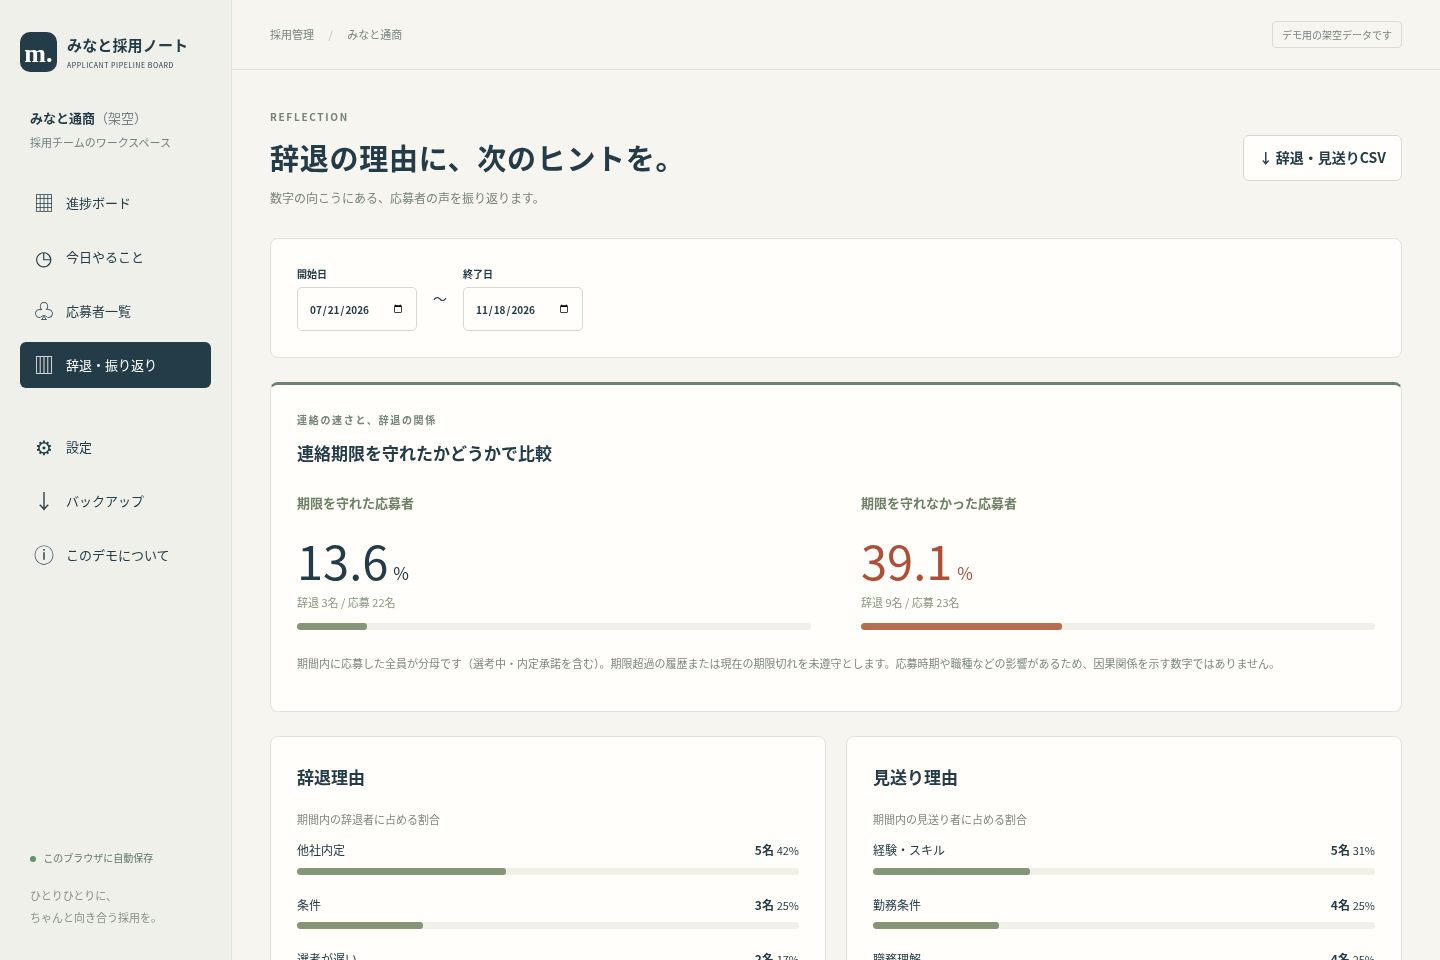 m. みなと採用ノート
APPLICANT PIPELINE BOARD
みなと通商（架空）
採用チームのワークスペース
進捗ボード
今日やること
応募者一覧
辞退・振り返り
設定
バックアップ
このデモについて
このブラウザに自動保存
ひとりひとりに、
ちゃんと向き合う採用を。
採用管理 / みなと通商
デモ用の架空データです
REFLECTION
辞退の理由に、次のヒントを。
数字の向こうにある、応募者の声を振り返ります。
↓ 辞退・見送りCSV
開始日
07/21/2026
〜
終了日
11/18/2026
連絡の速さと、辞退の関係
連絡期限を守れたかどうかで比較
期限を守れた応募者
13.6 %
辞退 3名 / 応募 22名
期限を守れなかった応募者
39.1 %
辞退 9名 / 応募 23名
期間内に応募した全員が分母です（選考中・内定承諾を含む）。期限超過の履歴または現在の期限切れを未遵守とします。応募時期や職種などの影響があるため、因果関係を示す数字ではありません。
辞退理由
期間内の辞退者に占める割合
他社内定 5名 42%
条件 3名 25%
選考が遅い 2名 17%
見送り理由
期間内の見送り者に占める割合
経験・スキル 5名 31%
勤務条件 4名 25%
職務理解 4名 25%